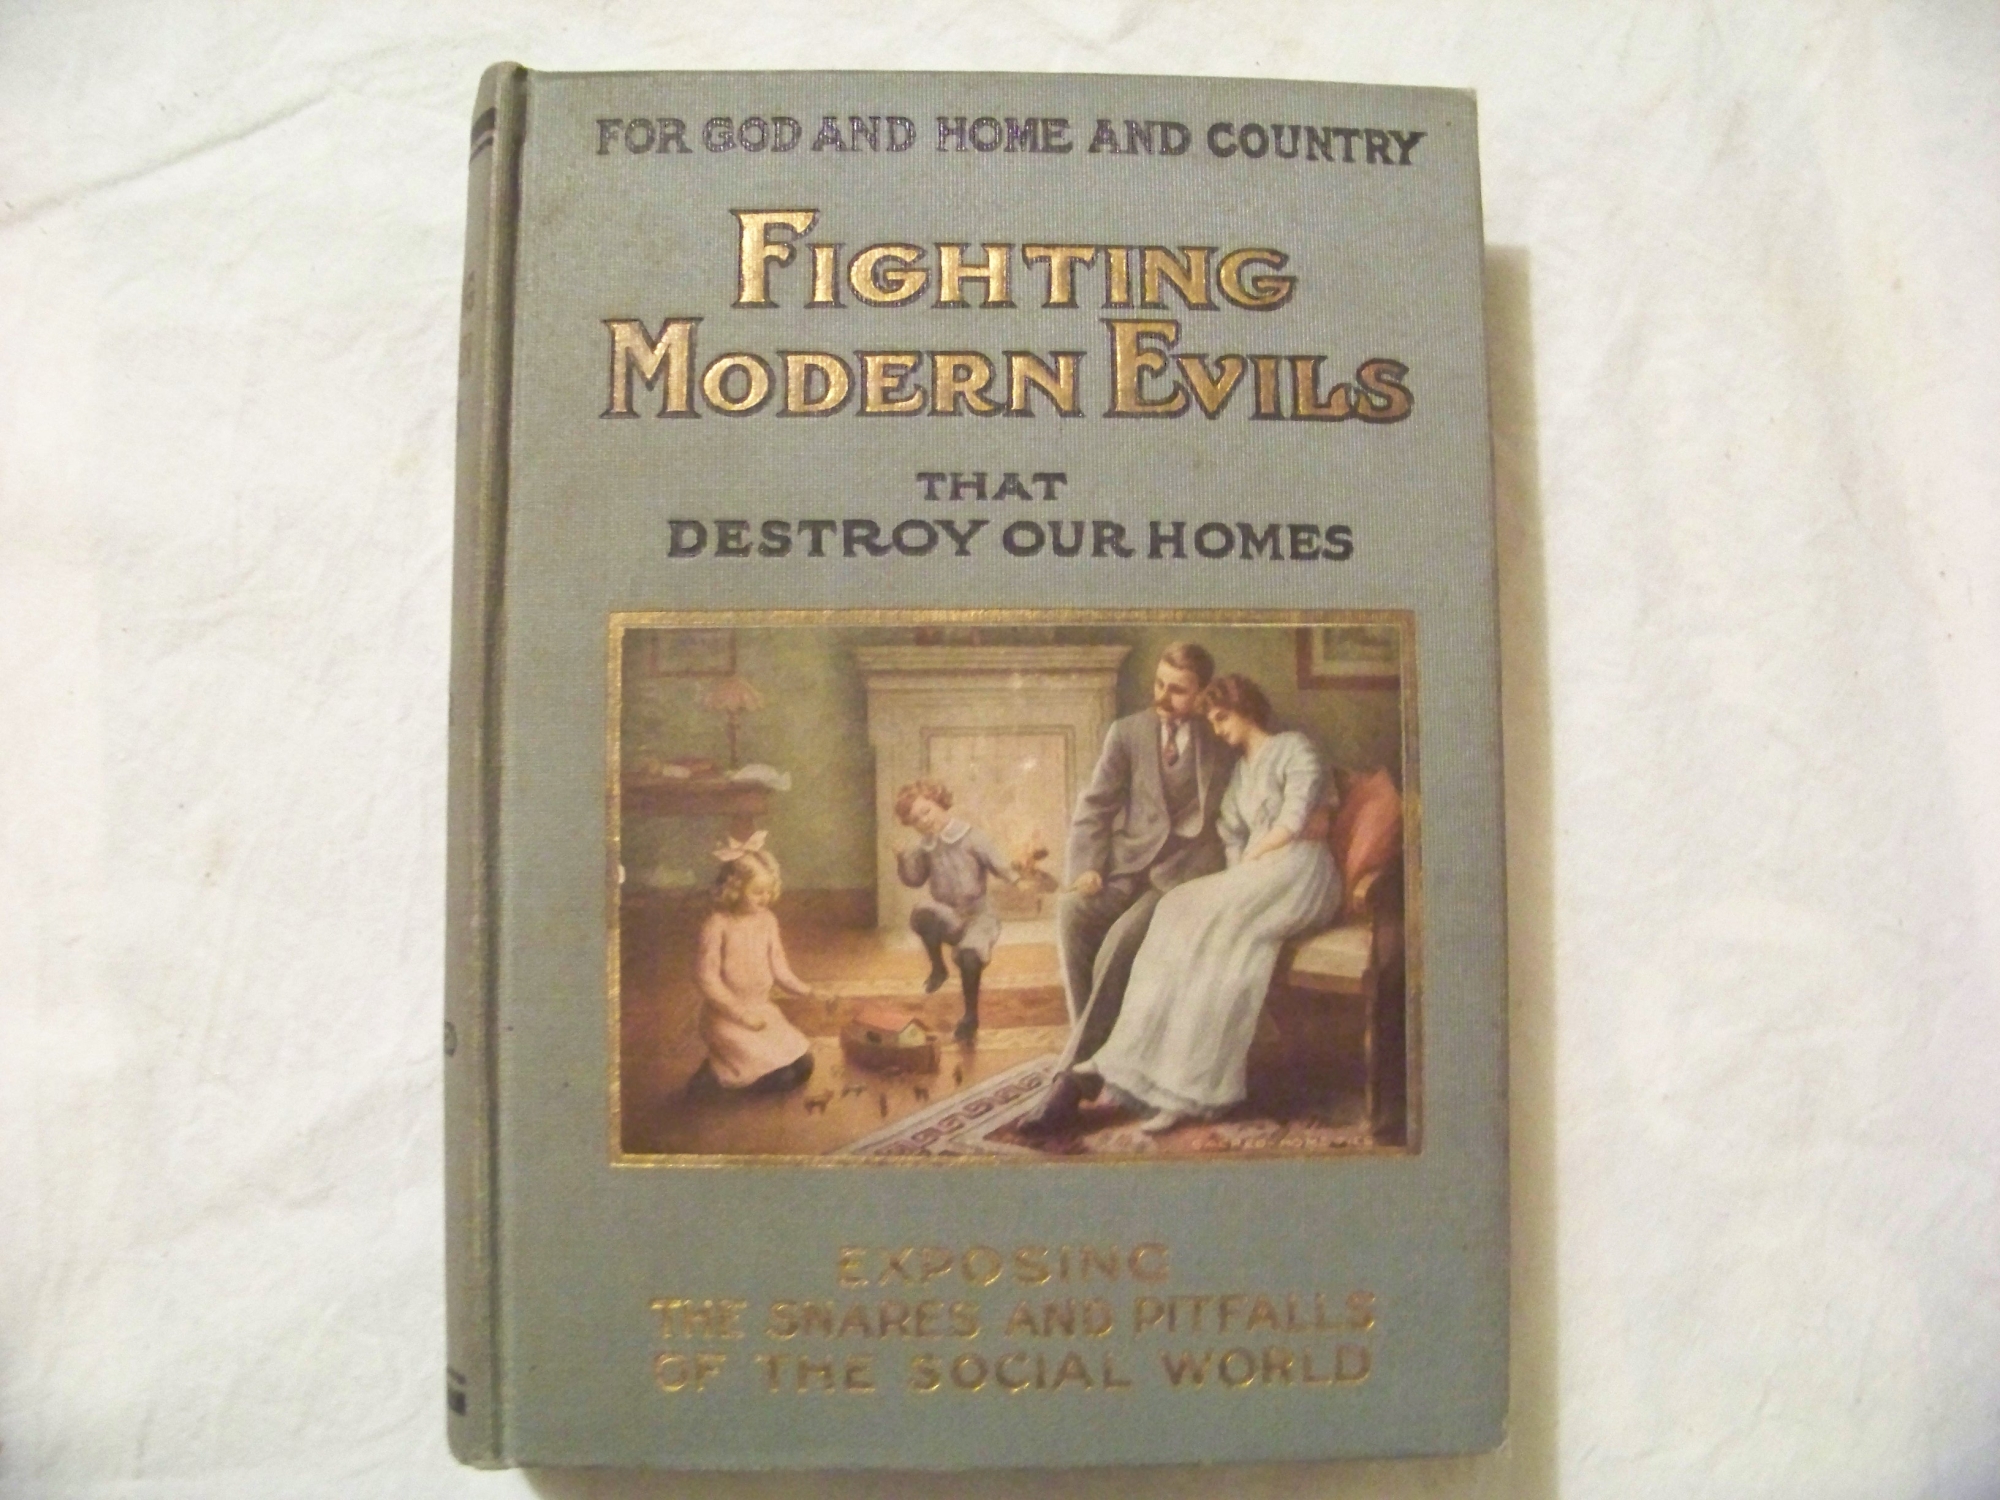 FOR GOD AND HOME AND COUNTRY
FIGHTING
MODERN EVILS
THAT
DESTROY OUR HOMES
EXPOSING
THE SNARES AND PITFALLS
OF THE SOCIAL WORLD